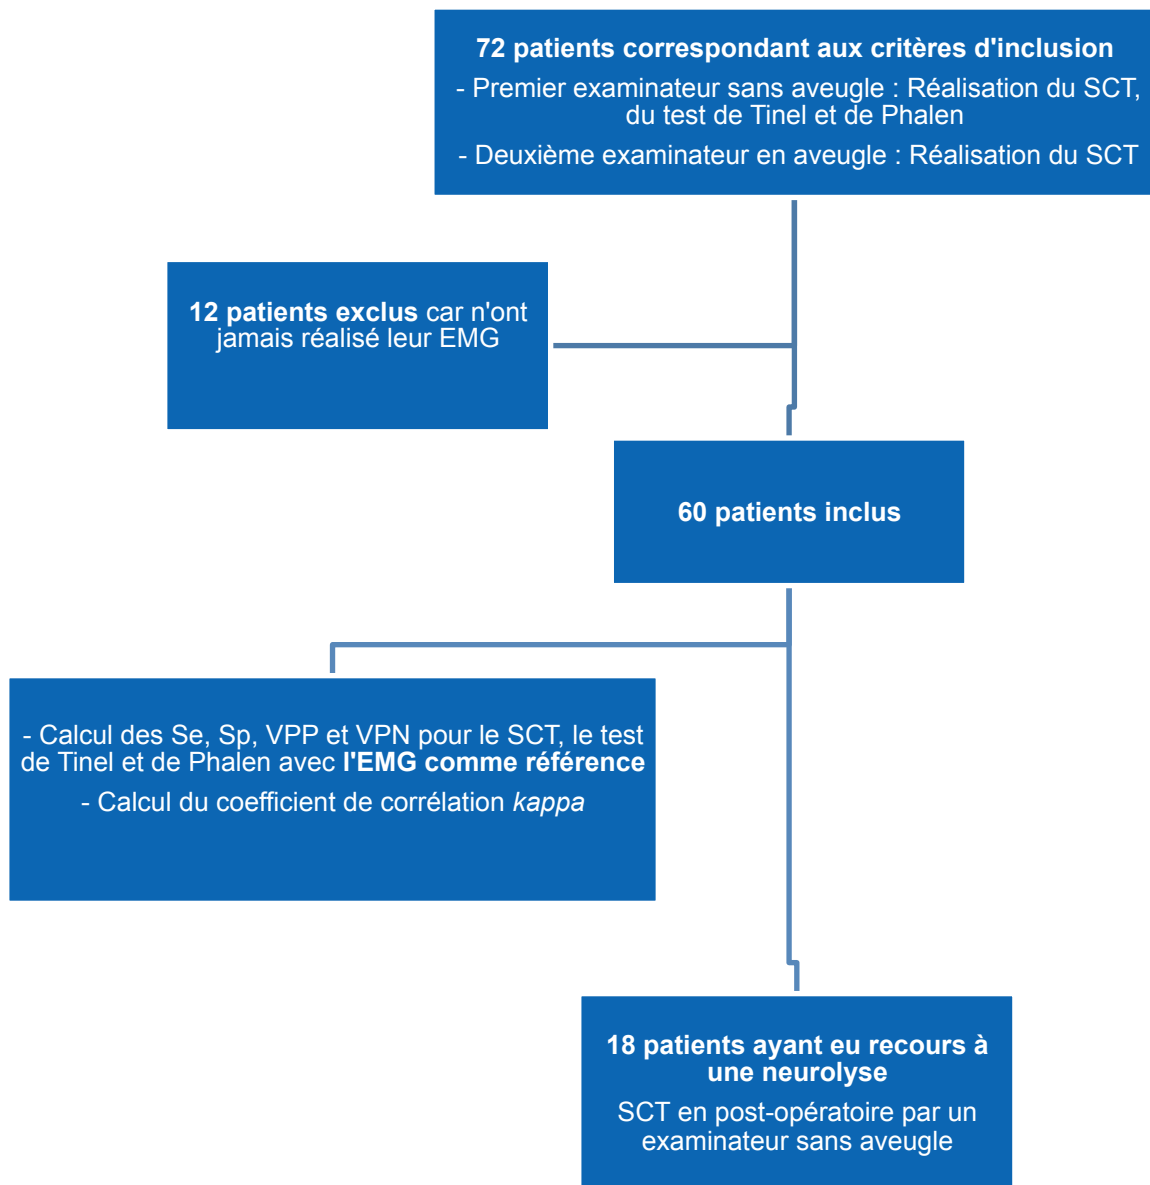 72 patients correspondant aux critères d'inclusion
- Premier examinateur sans aveugle : Réalisation du SCT,
du test de Tinel et de Phalen
- Deuxième examinateur en aveugle : Réalisation du SCT
12 patients exclus car n'ont
jamais réalisé leur EMG
60 patients inclus
- Calcul des Se, Sp, VPP et VPN pour le SCT, le test
de Tinel et de Phalen avec l'EMG comme référence
- Calcul du coefficient de corrélation kappa
18 patients ayant eu recours à
une neurolyse
SCT en post-opératoire par un
examinateur sans aveugle